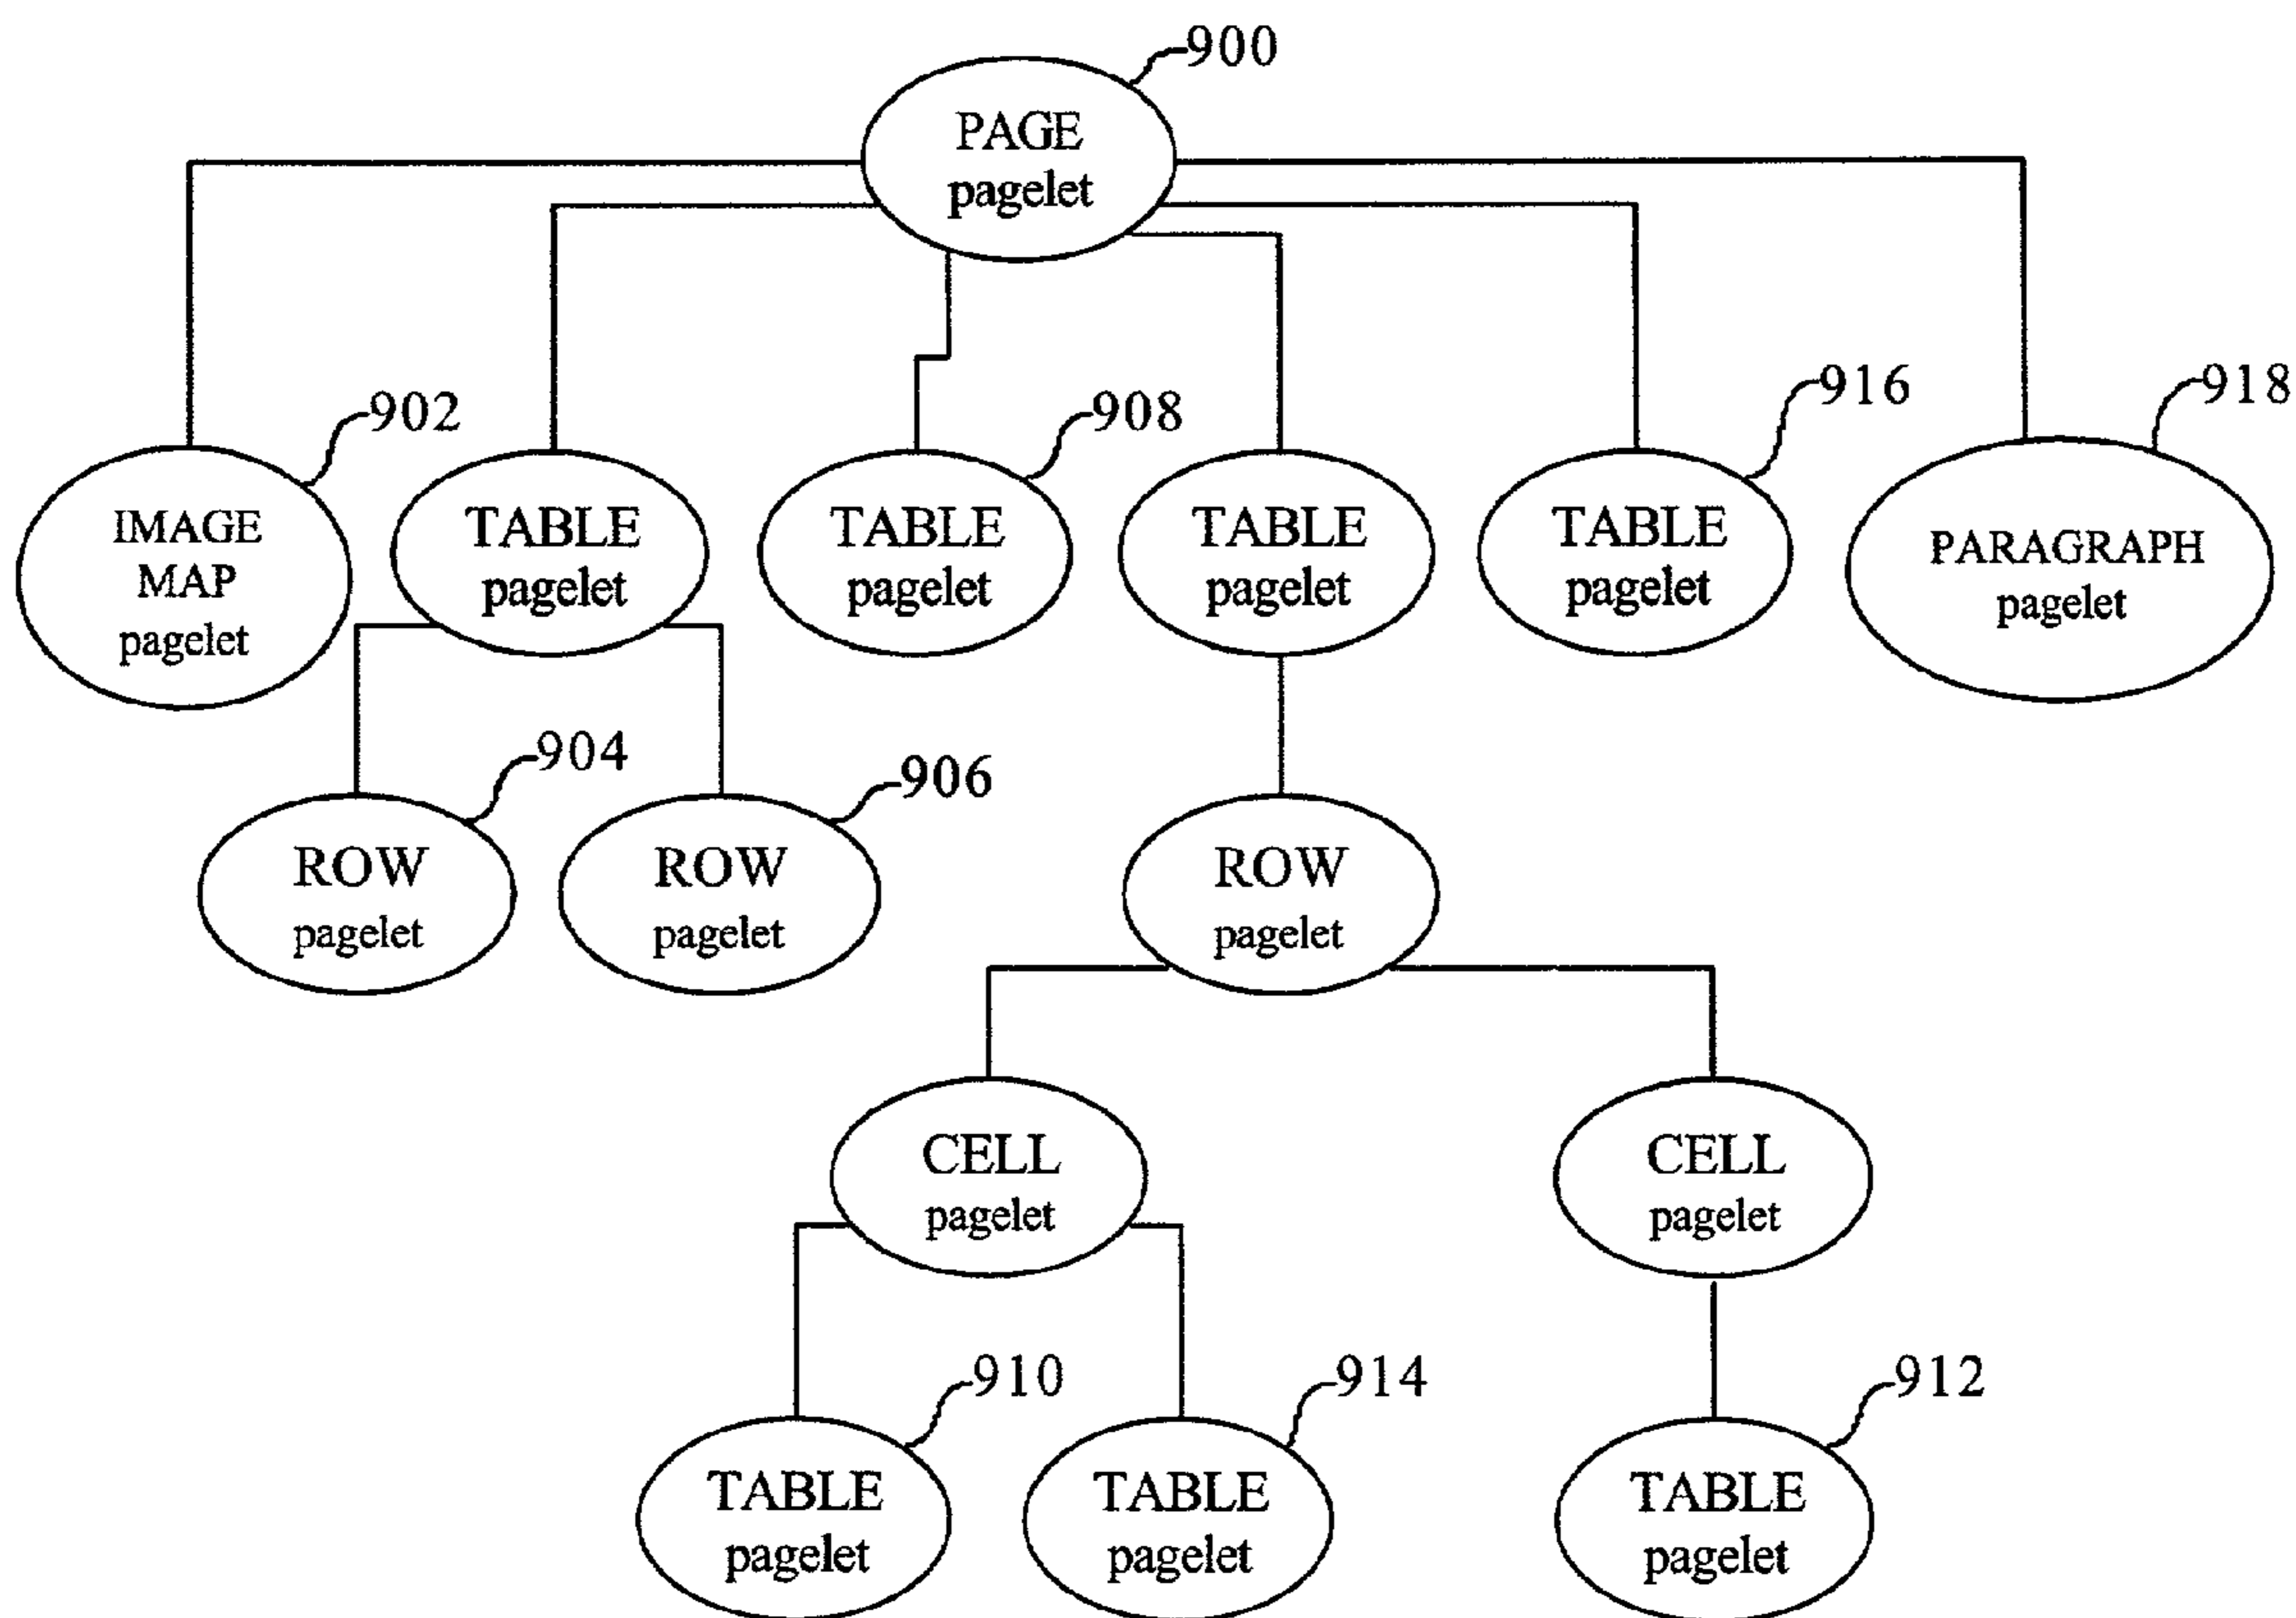 900
PAGE
pagelet
902
908
916
918
IMAGE
MAP
pagelet
TABLE
pagelet
TABLE
pagelet
TABLE
pagelet
TABLE
pagelet
PARAGRAPH
pagelet
904
906
ROW
pagelet
ROW
pagelet
ROW
pagelet
CELL
pagelet
CELL
pagelet
910
914
912
TABLE
pagelet
TABLE
pagelet
TABLE
pagelet